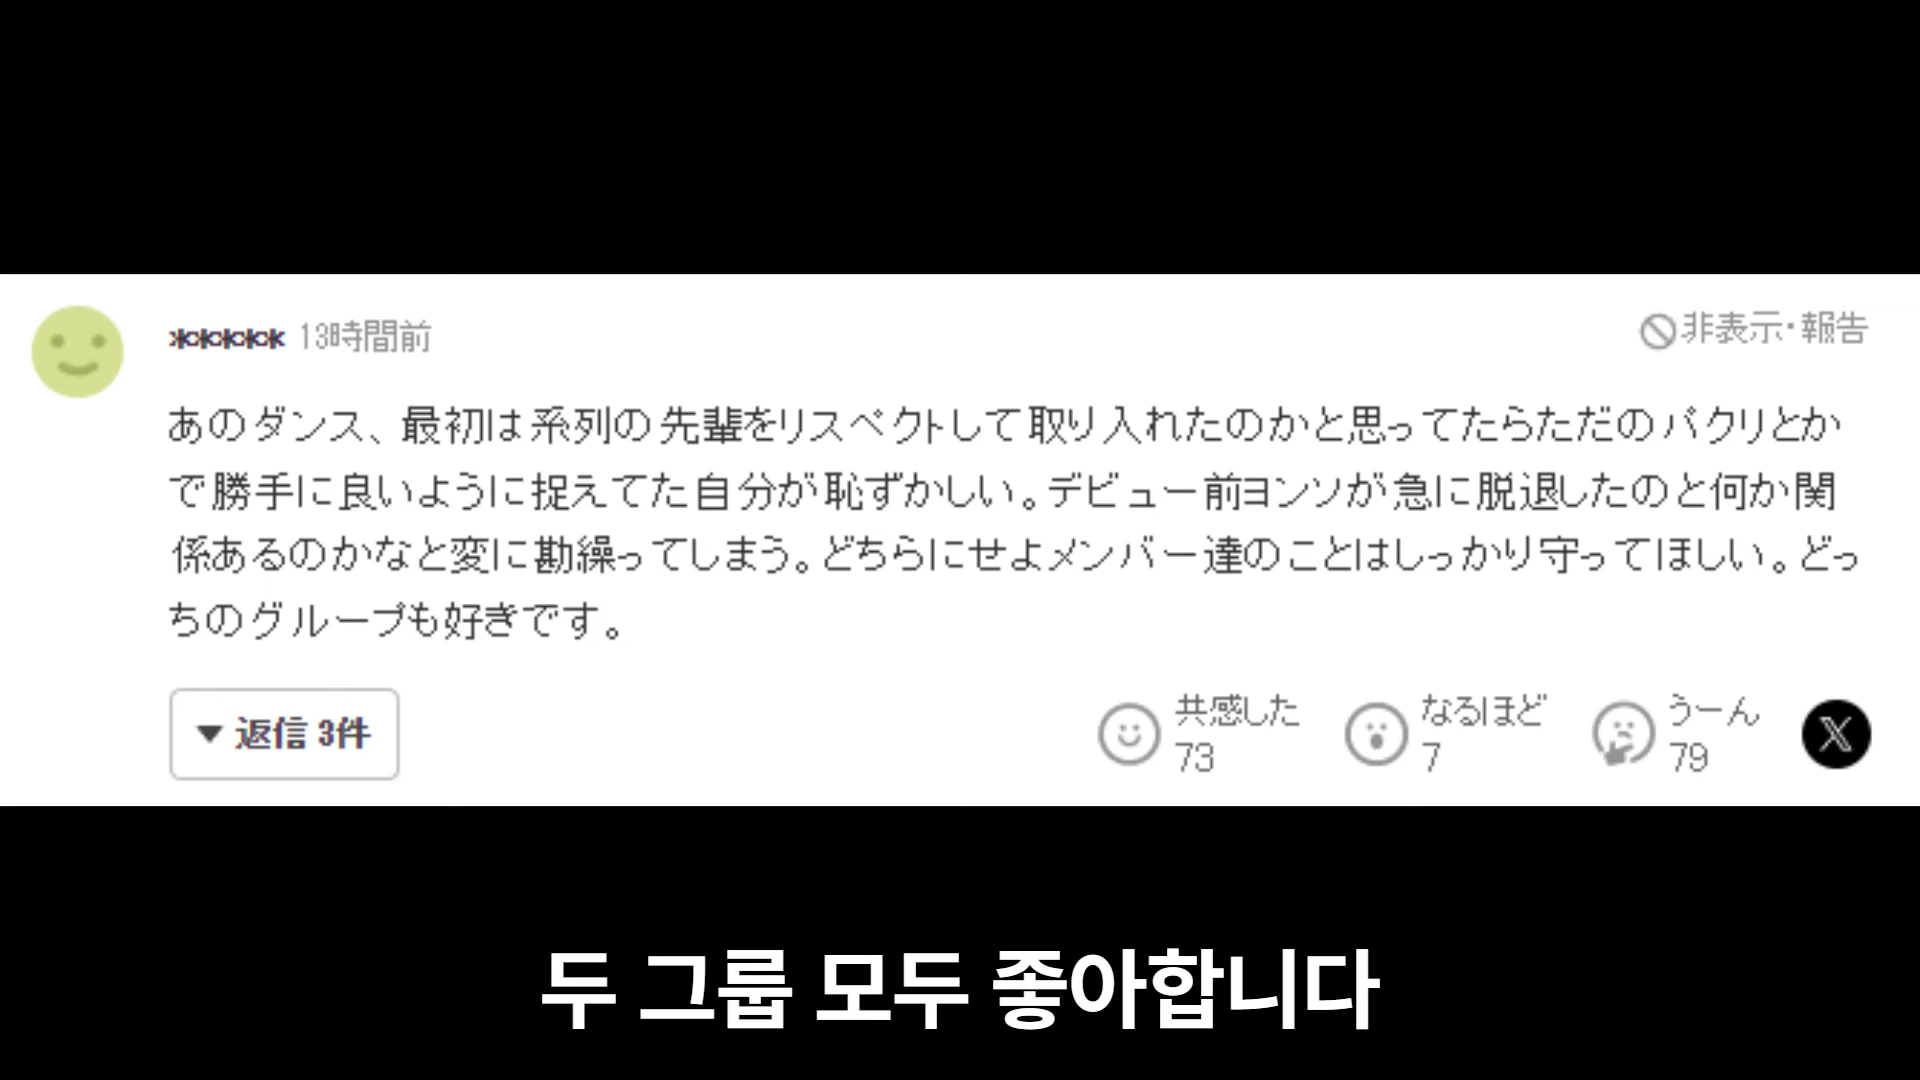 ***** 13時間前
非表示・報告
あのダンス、最初は系列の先輩をリスペクトして取り入れたのかと思ってたらただのパクリとか
で勝手に良いように捉えてた自分が恥ずかしい。デビュー前ヨンソが急に脱退したのと何か関
係あるのかなと変に勘繰ってしまう。どちらにせよメンバー達のことはしっかり守ってほしい。どっ
ちのグループも好きです。
▼ 返信 3件
共感した
73
なるほど
7
うーん
79
두 그룹 모두 좋아합니다